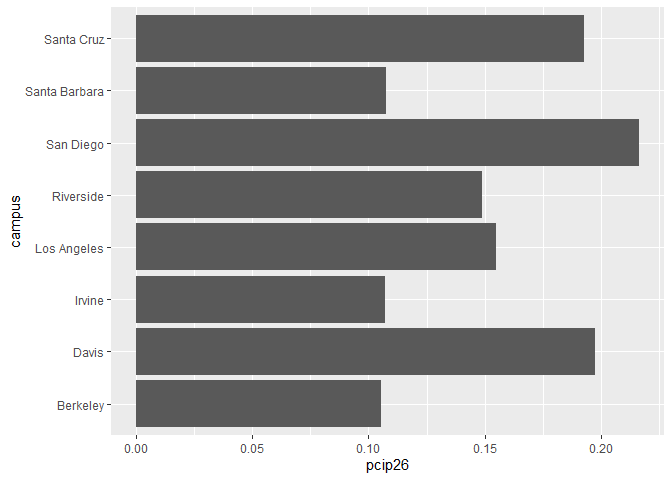 Santa Cruz
Santa Barbara
San Diego
Riverside
Los Angeles
Irvine
Davis
Berkeley
campus
0.00 0.05 0.10 0.15 0.20
pcip26